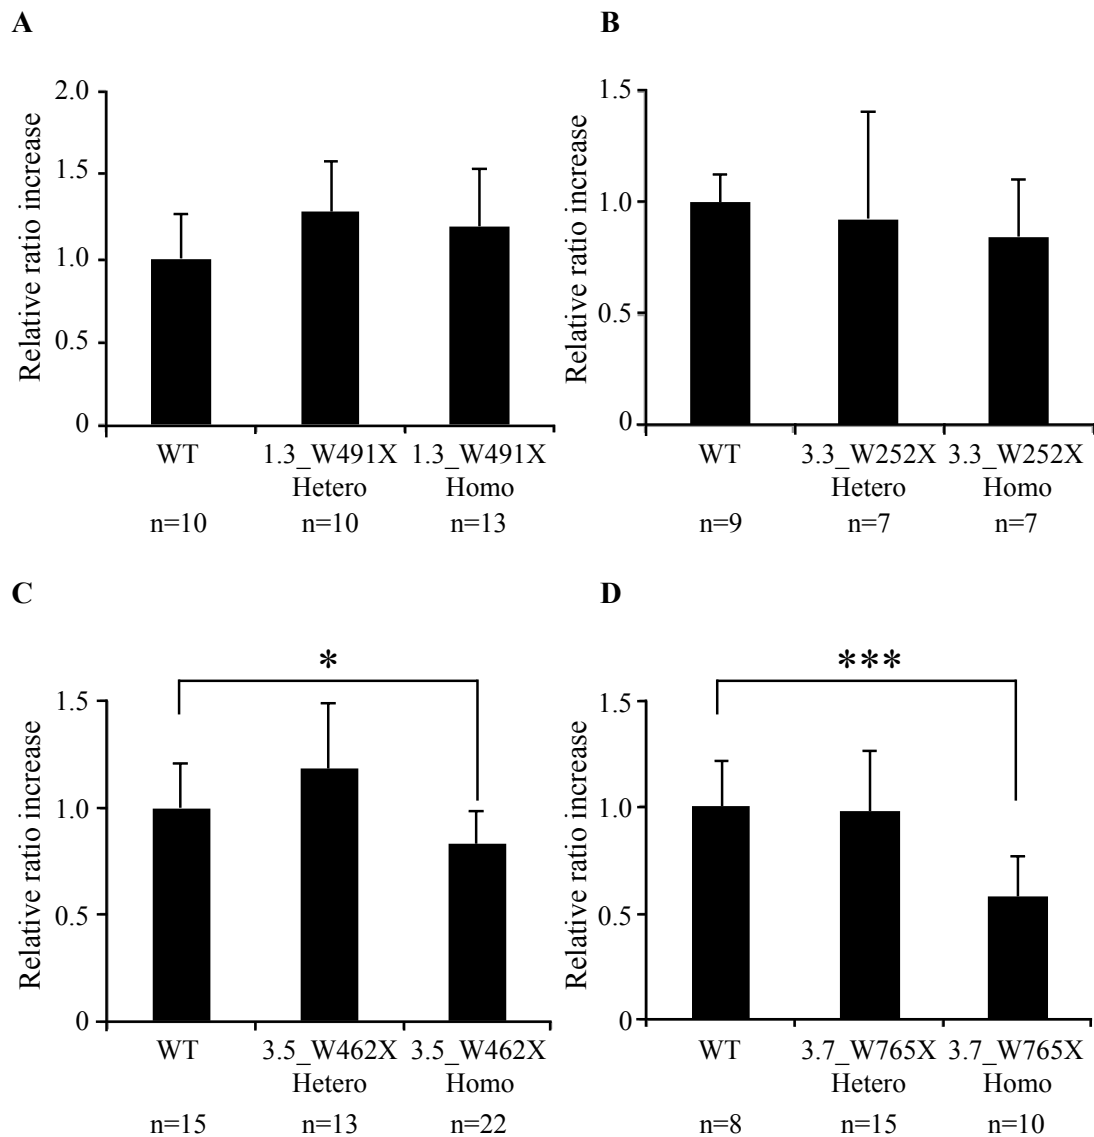 A
Relative ratio increase
2.0
1.5
1.0
0.5
0
WT 1.3_W491X 1.3_W491X
Hetero Homo
n=10 n=10 n=13
B
Relative ratio increase
1.5
1.0
0.5
0
WT 3.3_W252X 3.3_W252X
Hetero Homo
n=9 n=7 n=7
C
*
Relative ratio increase
1.5
1.0
0.5
0
WT 3.5_W462X 3.5_W462X
Hetero Homo
n=15 n=13 n=22
D
***
Relative ratio increase
1.5
1.0
0.5
0
WT 3.7_W765X 3.7_W765X
Hetero Homo
n=8 n=15 n=10